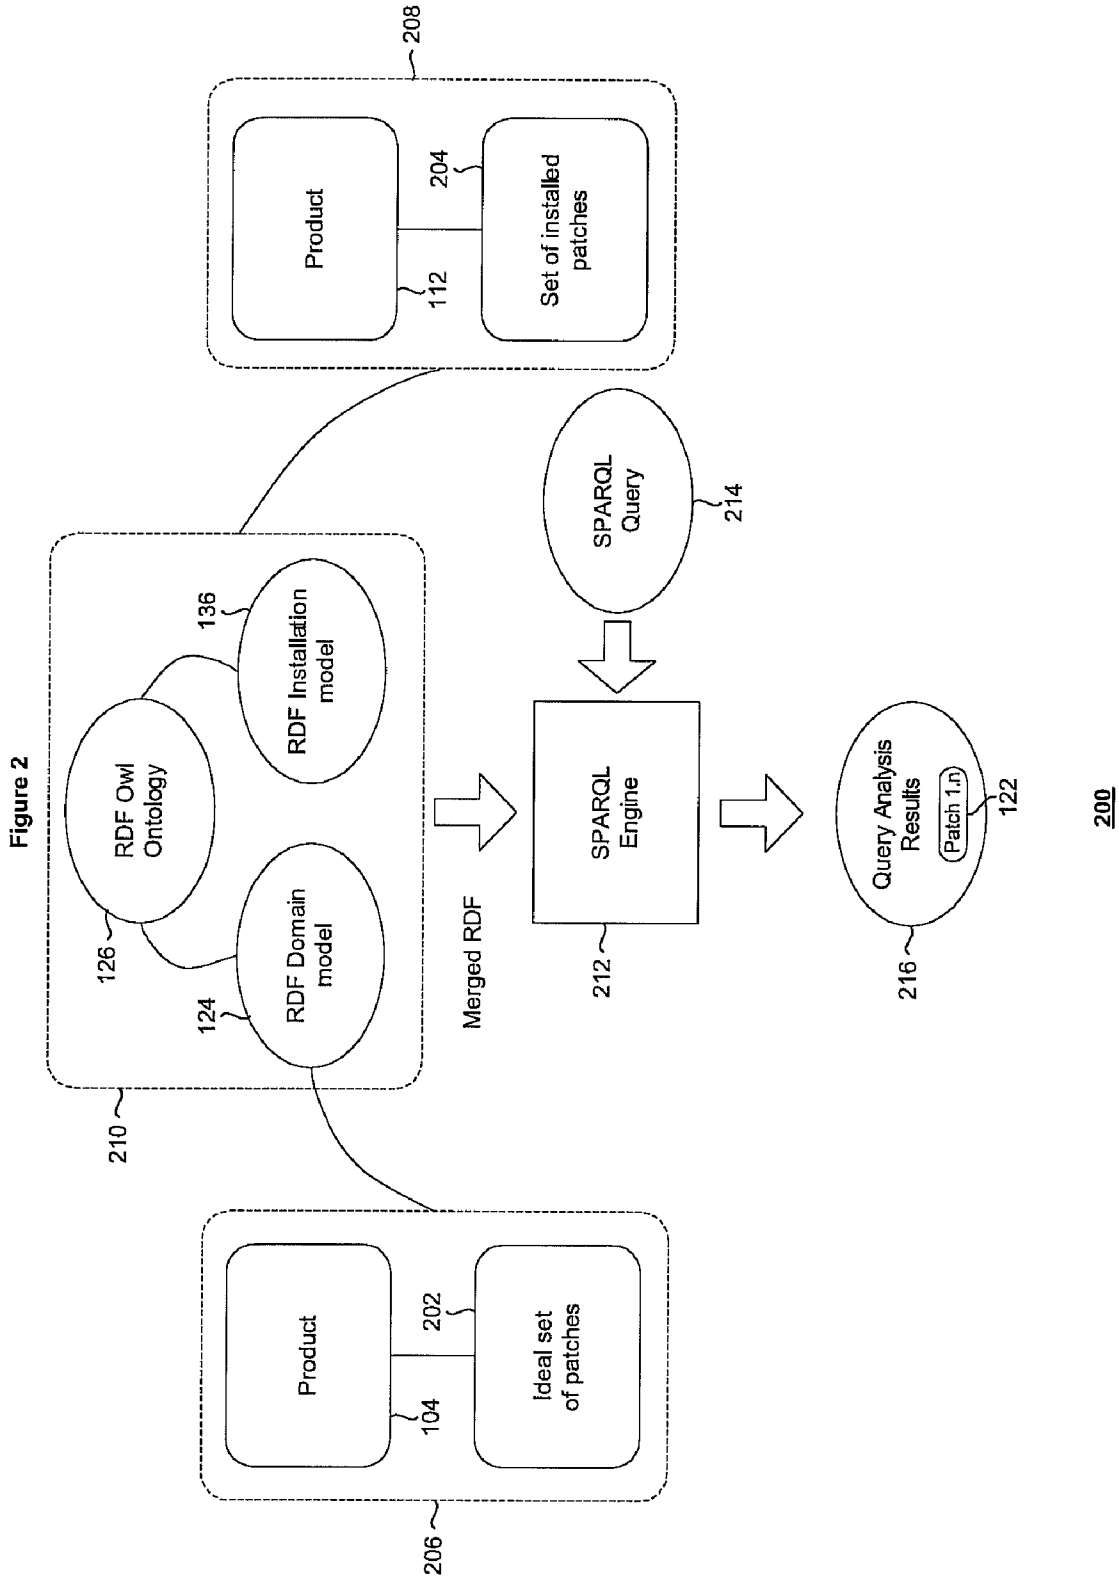 Figure 2
210
126
RDF Owl
Ontology
124
RDF Domain
model
136
RDF Installation
model
206
Product
104
202
Ideal set
of patches
208
Product
112
204
Set of installed
patches
Merged RDF
212
SPARQL
Engine
SPARQL
Query
214
216
Query Analysis
Results
Patch 1.n
122
200